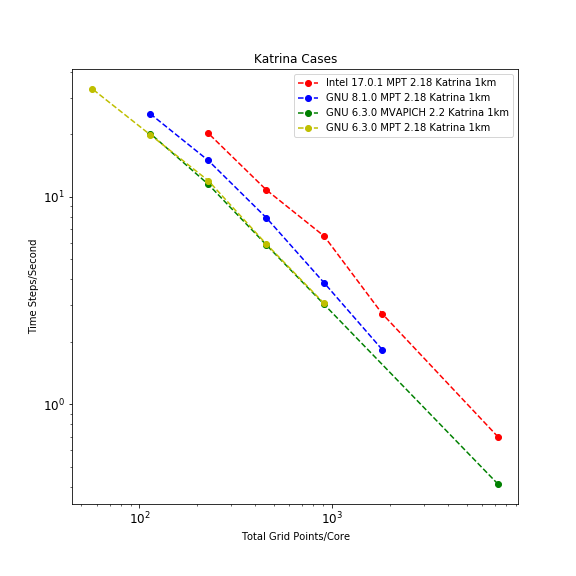 Katrina Cases
Intel 17.0.1 MPT 2.18 Katrina 1km
GNU 8.1.0 MPT 2.18 Katrina 1km
GNU 6.3.0 MVAPICH 2.2 Katrina 1km
GNU 6.3.0 MPT 2.18 Katrina 1km
10¹
10⁰
Time Steps/Second
10²
10³
Total Grid Points/Core